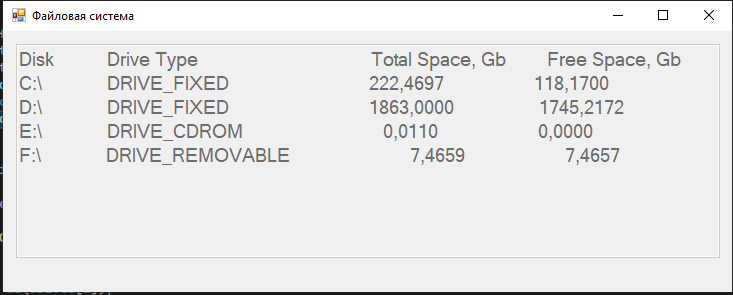 Файловая система
Disk Drive Type Total Space, Gb Free Space, Gb
C:\ DRIVE_FIXED 222,4697 118,1700
D:\ DRIVE_FIXED 1863,0000 1745,2172
E:\ DRIVE_CDROM 0,0110 0,0000
F:\ DRIVE_REMOVABLE 7,4659 7,4657